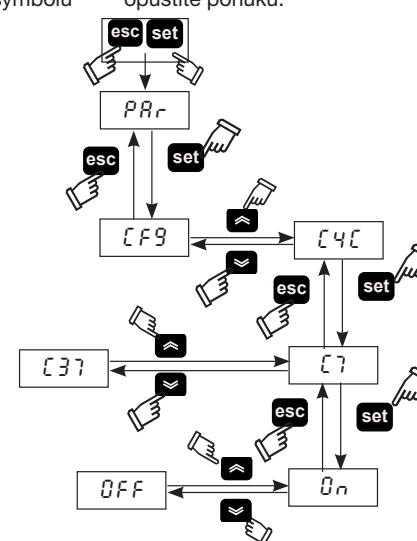 symbolu opustite ponuku.
esc set
PAr
esc set
CF9 C4C
esc set
C37 C7
esc set
OFF On